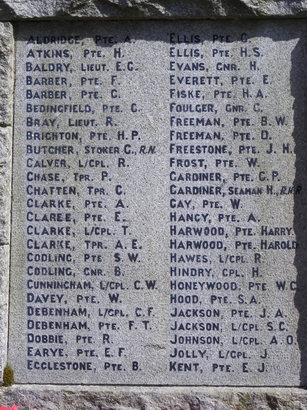 ALDRIDGE, PTE. A.
ATKINS, PTE. H.
BALDRY, LIEUT. E.C.
BARBER, PTE. F.
BARBER, PTE. G.
BEDINGFIELD, PTE. C.
BRAY, LIEUT. R.
BRIGHTON, PTE. H.P.
BUTCHER, STOKER G., R.N.
CALVER, L/CPL. R.
CHASE, TPR. P.
CHATTEN, TPR. C.
CLARKE, PTE. A.
CLARKE, PTE. E.
CLARKE, L/CPL. T.
CLARKE, TPR. A.E.
CODLING, PTE S.W.
CODLING, GNR. B.
CUNNINGHAM, L/CPL. C.W.
DAVEY, PTE. W.
DEBENHAM, L/CPL. C.F.
DEBENHAM, PTE. F.T.
DOBBIE, PTE. R.
EARYE, PTE. E.F.
ECCLESTONE, PTE. B.
ELLIS, PTE. C.
ELLIS, PTE. H.S.
EVANS, GNR. H.
EVERETT, PTE. E.
FISKE, PTE. H.A.
FOULGER, GNR. C.
FREEMAN, PTE. B.W.
FREEMAN, PTE. D.
FREESTONE, PTE. J.H.
FROST, PTE. W.
GARDINER, PTE. C.P.
GARDINER, SEAMAN H., R.N.R.
GAY, PTE. W.
HANCY, PTE. A.
HARWOOD, PTE. HARRY
HARWOOD, PTE. HAROLD
HAWES, L/CPL. R.
HINDRY, CPL. H.
HONEYWOOD, PTE. W.C.
HOOD, PTE. S.A.
JACKSON, PTE. J.A.
JACKSON, L/CPL. S.C.
JOHNSON, L/CPL. A.O.
JOLLY, L/CPL. J.
KENT, PTE. E.J.